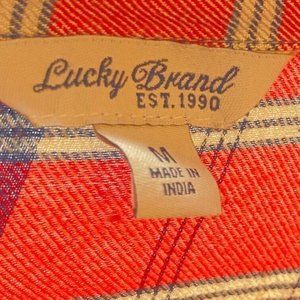 Lucky Brand
EST. 1990
M
MADE IN
INDIA